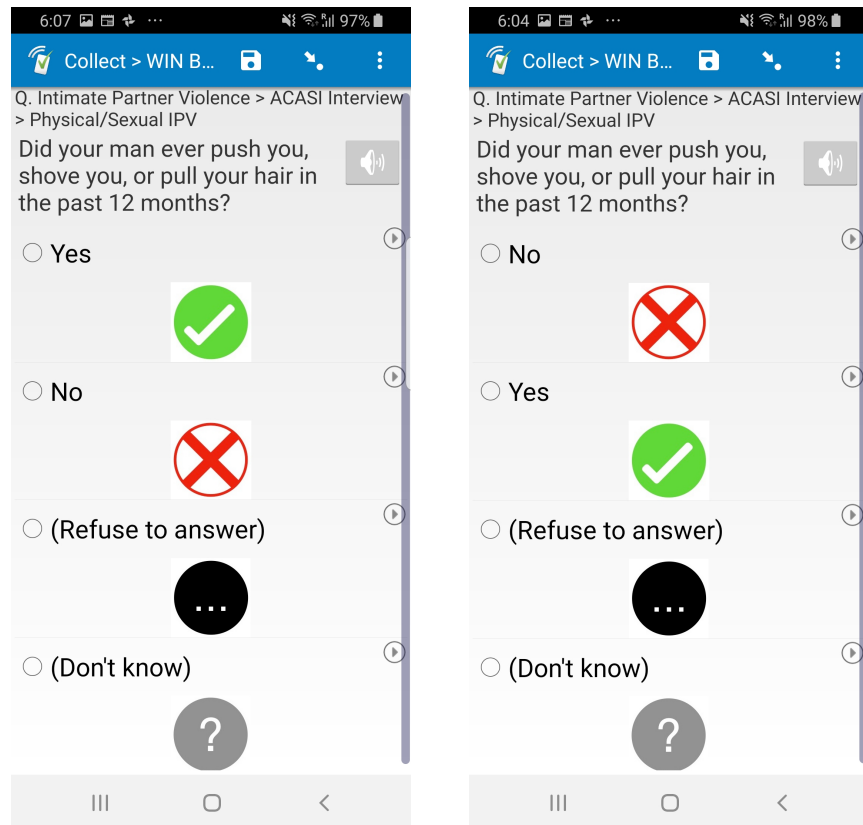 6:07 ... 97%
Collect > WIN B...
Q. Intimate Partner Violence > ACASI Interview
> Physical/Sexual IPV
Did your man ever push you,
shove you, or pull your hair in
the past 12 months?
Yes
No
(Refuse to answer)
...
(Don't know)
?
6:04 ... 98%
Collect > WIN B...
Q. Intimate Partner Violence > ACASI Interview
> Physical/Sexual IPV
Did your man ever push you,
shove you, or pull your hair in
the past 12 months?
No
Yes
(Refuse to answer)
...
(Don't know)
?